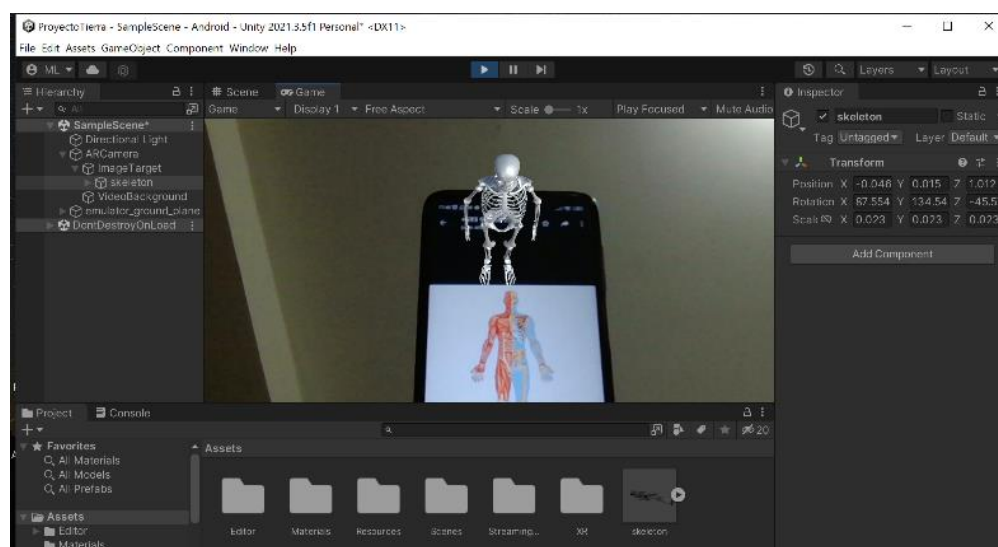 ProyectoTierra - SampleScene - Android - Unity 2021.3.5f1 Personal* <DX11>
File Edit Assets GameObject Component Window Help
ML
Layers
Layout
Hierarchy
All
SampleScene*
Directional Light
ARCamera
ImageTarget
skeleton
VideoBackground
emulator_ground_plane
DontDestroyOnLoad
Scene
Game
Game Display 1 Free Aspect Scale 1x Play Focused Mute Audio
Inspector
skeleton Static
Tag Untagged Layer Default
Transform
Position X -0.046 Y 0.015 Z 1.012
Rotation X 87.554 Y 134.54 Z -45.5
Scale X 0.023 Y 0.023 Z 0.023
Add Component
Project
Console
20
Favorites
All Materials
All Models
All Prefabs
Assets
Editor
Materials
Assets
Editor Materials Resources Scenes Streaming... XR skeleton